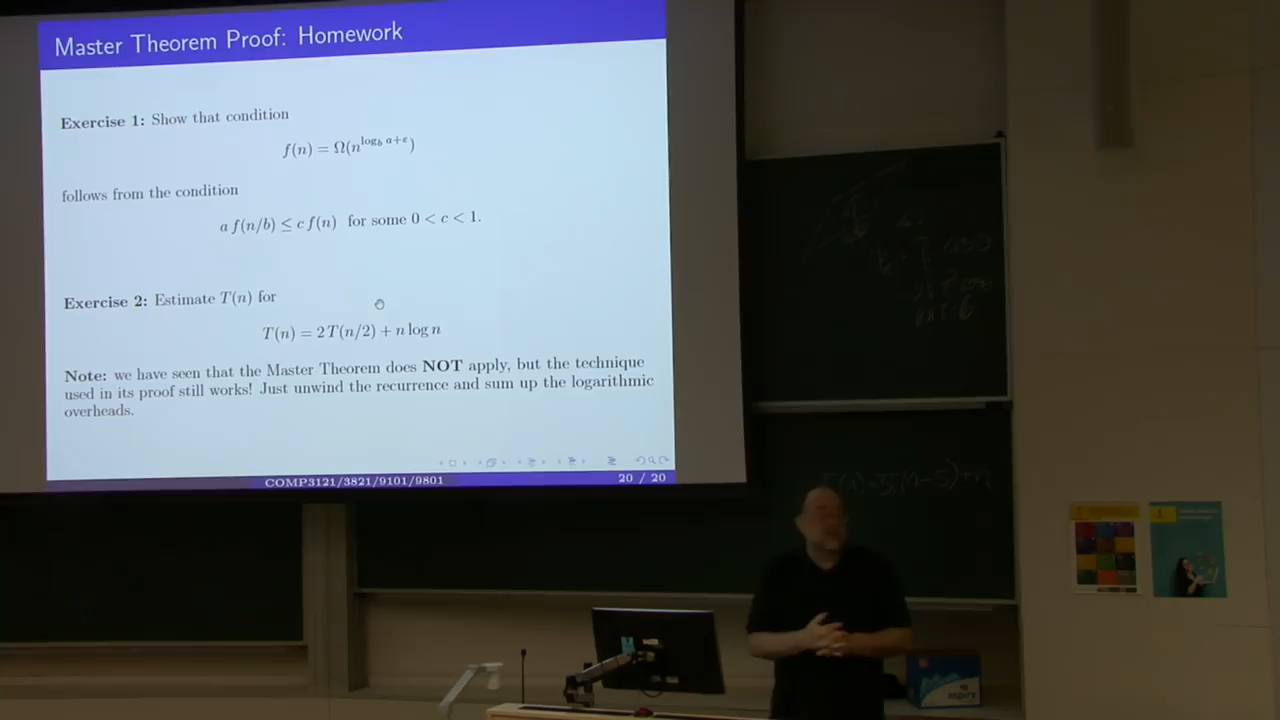 Master Theorem Proof: Homework
Exercise 1: Show that condition
f(n) = Ω(n^{log_b a+ε})
follows from the condition
a f(n/b) ≤ c f(n) for some 0 < c < 1.
Exercise 2: Estimate T(n) for
T(n) = 2T(n/2) + n log n
Note: we have seen that the Master Theorem does NOT apply, but the technique
used in its proof still works! Just unwind the recurrence and sum up the logarithmic
overheads.
COMP3121/3821/9101/9801
20 / 20